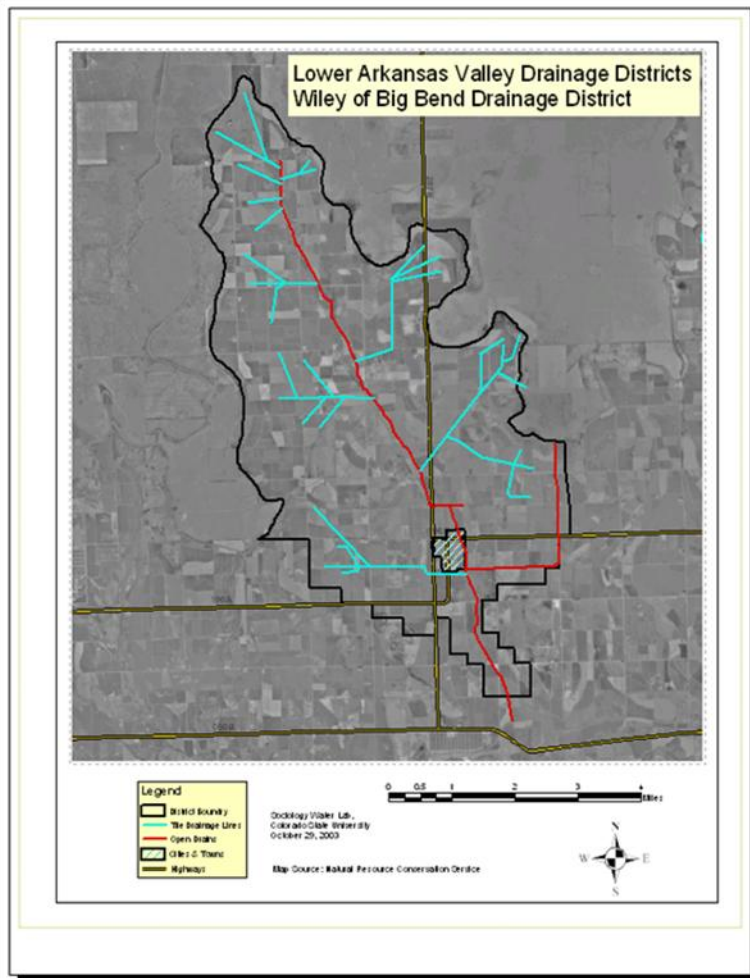 Lower Arkansas Valley Drainage Districts
Wiley of Big Bend Drainage District
Legend
District Boundry
Tile Drainage Lines
Open Drains
Cities & Towns
Highways
Sociology Water Lab,
Colorado State University
October 29, 2003
Map Source: Natural Resource Conservation Service
0 0.5 1 2 3 4
Miles
N
W E
S